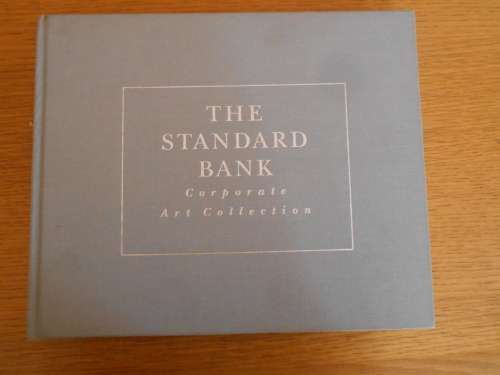 THE
STANDARD
BANK
Corporate
Art Collection